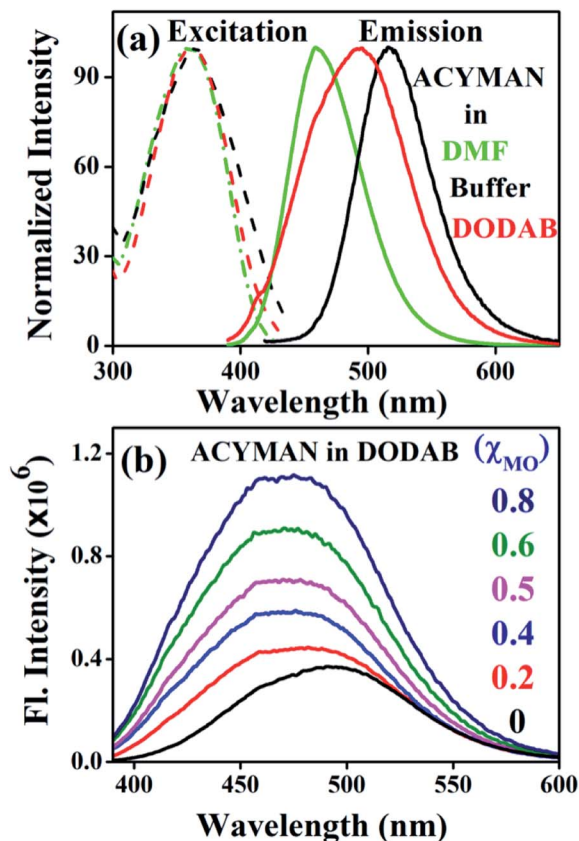 (a) Excitation Emission
ACYMAN
in
DMF
Buffer
DODAB
Normalized Intensity
90
60
30
0
300 400 500 600
Wavelength (nm)
(b) ACYMAN in DODAB (χMO)
0.8
0.6
0.5
0.4
0.2
0
Fl. Intensity (x10⁶)
1.2
0.8
0.4
0.0
400 450 500 550 600
Wavelength (nm)